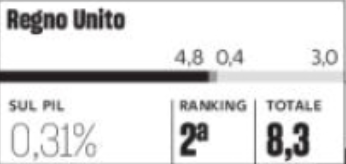 Regno Unito
4,8 0,4 3,0
SUL PIL RANKING TOTALE
0,31% 2ª 8,3